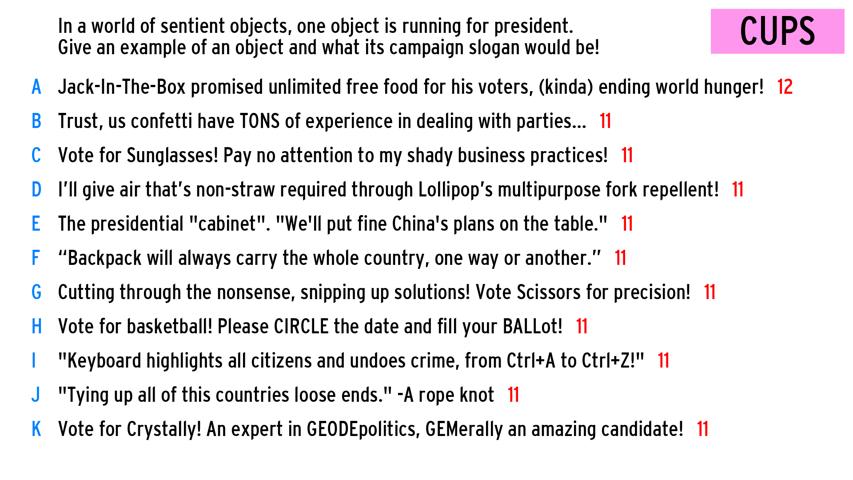 In a world of sentient objects, one object is running for president.
Give an example of an object and what its campaign slogan would be!
CUPS
A Jack-In-The-Box promised unlimited free food for his voters, (kinda) ending world hunger! 12
B Trust, us confetti have TONS of experience in dealing with parties... 11
C Vote for Sunglasses! Pay no attention to my shady business practices! 11
D I'll give air that's non-straw required through Lollipop's multipurpose fork repellent! 11
E The presidential "cabinet". "We'll put fine China's plans on the table." 11
F “Backpack will always carry the whole country, one way or another.” 11
G Cutting through the nonsense, snipping up solutions! Vote Scissors for precision! 11
H Vote for basketball! Please CIRCLE the date and fill your BALLot! 11
I "Keyboard highlights all citizens and undoes crime, from Ctrl+A to Ctrl+Z!" 11
J "Tying up all of this countries loose ends." -A rope knot 11
K Vote for Crystally! An expert in GEODEpolitics, GEMerally an amazing candidate! 11